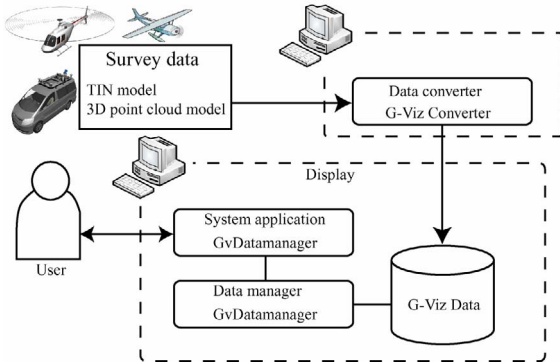 Survey data
TIN model
3D point cloud model
Data converter
G-Viz Converter
Display
System application
GvDatamanager
User
Data manager
GvDatamanager
G-Viz Data